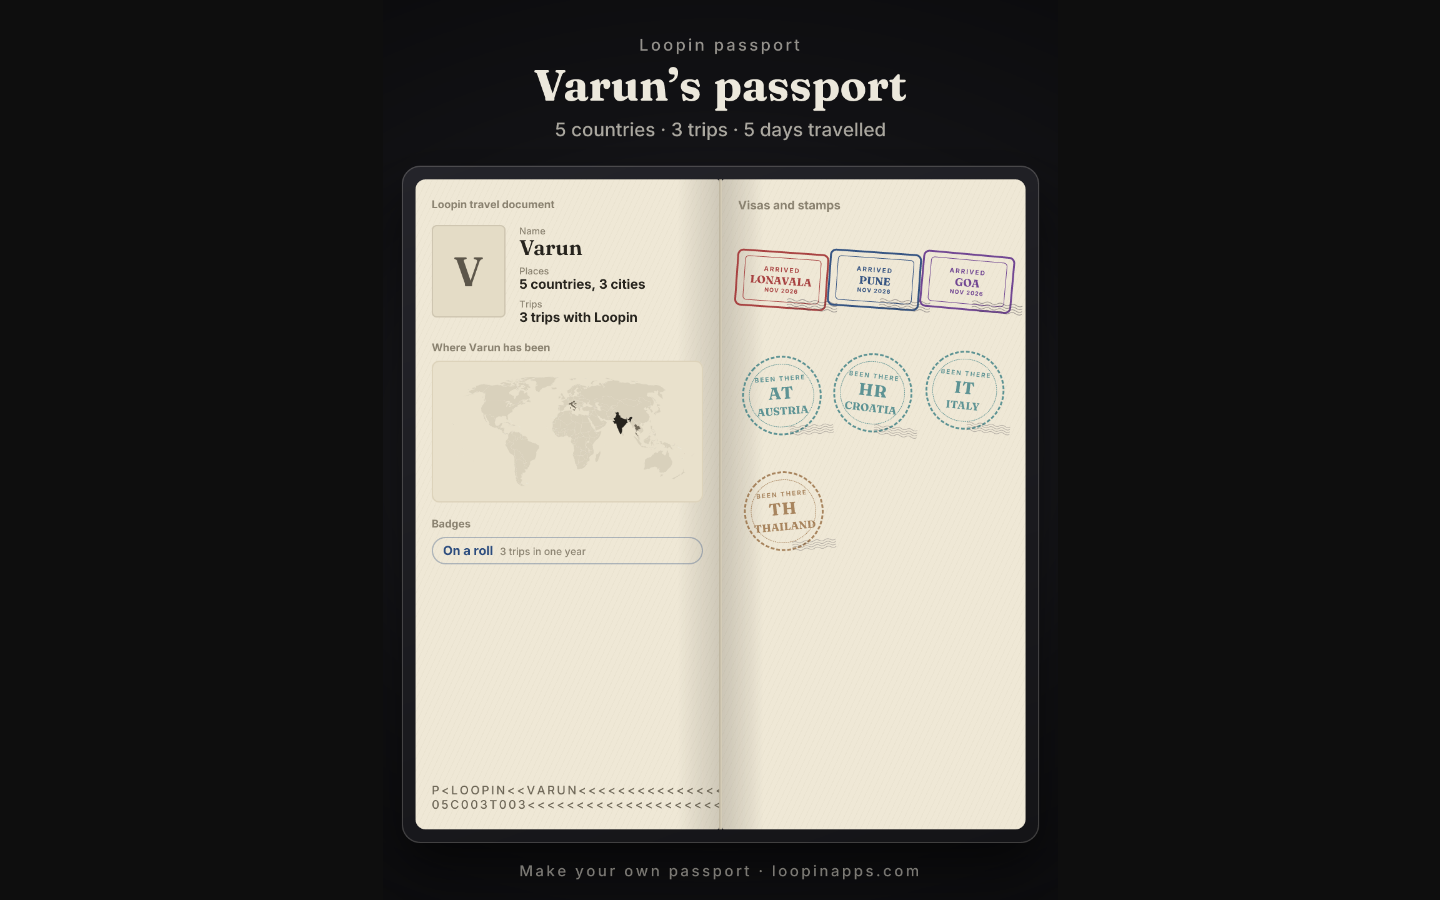 Loopin passport
Varun’s passport
5 countries · 3 trips · 5 days travelled
Loopin travel document
V
Name
Varun
Places
5 countries, 3 cities
Trips
3 trips with Loopin
Where Varun has been
Badges
On a roll 3 trips in one year
P<LOOPIN<<VARUN<<<<<<<<<<<<<<<
05C003T003<<<<<<<<<<<<<<<<<<<<
Visas and stamps
ARRIVED
LONAVALA
NOV 2026
ARRIVED
PUNE
NOV 2026
ARRIVED
GOA
NOV 2026
BEEN THERE
AT
AUSTRIA
BEEN THERE
HR
CROATIA
BEEN THERE
IT
ITALY
BEEN THERE
TH
THAILAND
Make your own passport · loopinapps.com